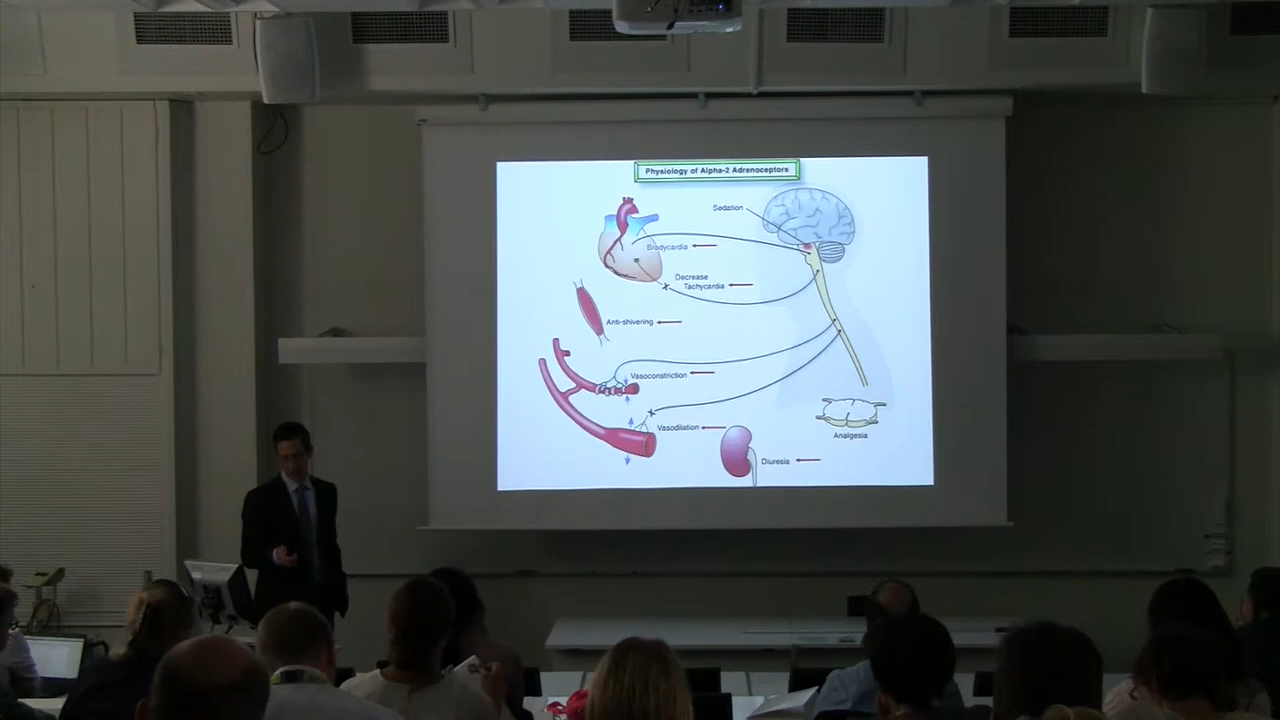 Physiology of Alpha-2 Adrenoceptors
Sedation
Bradycardia
Decrease
Tachycardia
Anti-shivering
Vasoconstriction
Vasodilation
Analgesia
Diuresis